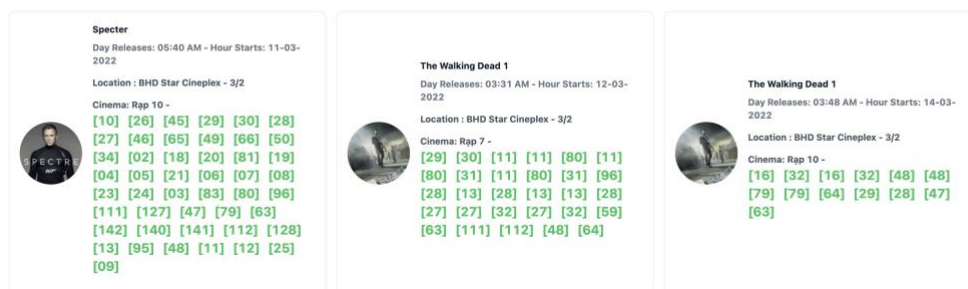 Specter
Day Releases: 05:40 AM - Hour Starts: 11-03-
2022
Location : BHD Star Cineplex - 3/2
Cinema: Rạp 10 -
[10] [26] [45] [29] [30] [28]
[27] [46] [65] [49] [66] [50]
[34] [02] [18] [20] [81] [19]
[04] [05] [21] [06] [07] [08]
[23] [24] [03] [83] [80] [96]
[111] [127] [47] [79] [63]
[142] [140] [141] [112] [128]
[13] [95] [48] [11] [12] [25]
[09]
SPECTRE
The Walking Dead 1
Day Releases: 03:31 AM - Hour Starts: 12-03-
2022
Location : BHD Star Cineplex - 3/2
Cinema: Rạp 7 -
[29] [30] [11] [11] [80] [11]
[80] [31] [11] [80] [31] [96]
[28] [13] [28] [13] [13] [28]
[27] [27] [32] [27] [32] [59]
[63] [111] [112] [48] [64]
The Walking Dead 1
Day Releases: 03:48 AM - Hour Starts: 14-03-
2022
Location : BHD Star Cineplex - 3/2
Cinema: Rạp 10 -
[16] [32] [16] [32] [48] [48]
[79] [79] [64] [29] [28] [47]
[63]